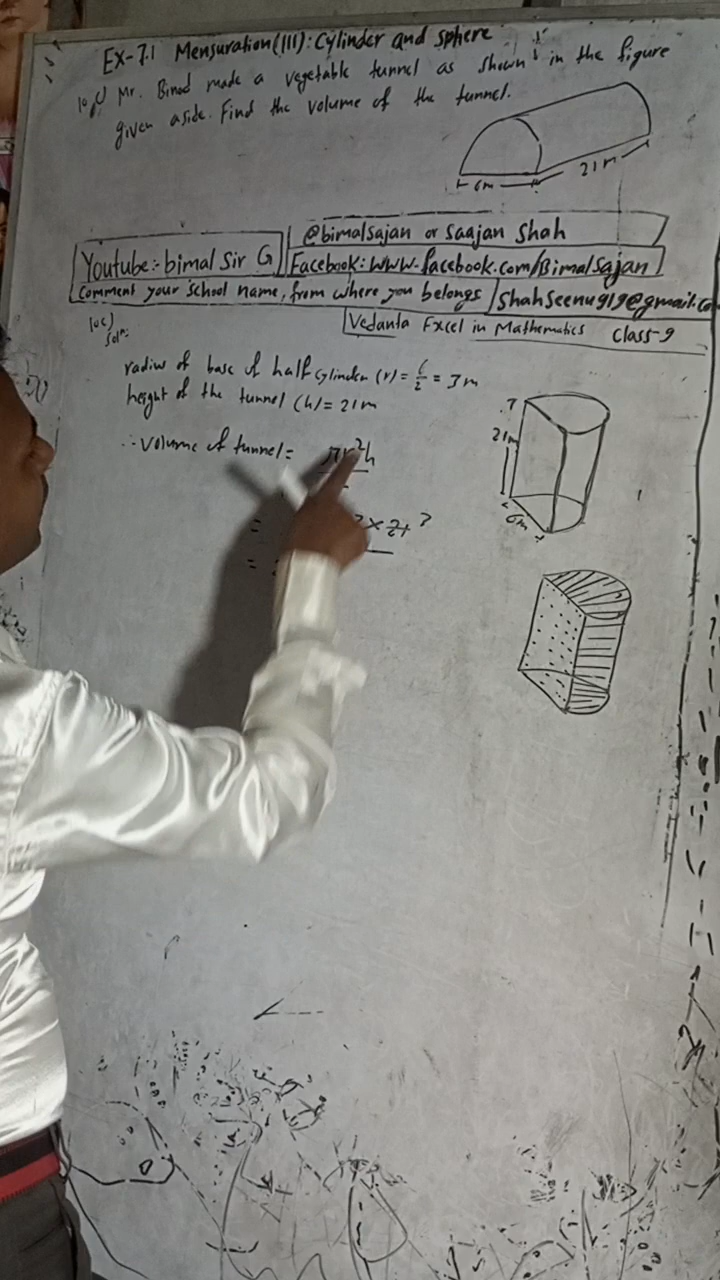 Ex-7.1 Mensuration(III): Cylinder and sphere
10 c) Mr. Binod made a vegetable tunnel as shown in the figure
given aside. Find the volume of the tunnel.
6m
21m
@bimalsajan or Saajan Shah
Youtube:- bimal sir G
Facebook: www.facebook.com/Bimalsajan
Comment your school name, from where you belongs
Shahseenu919@gmail.co
Vedanta Excel in Mathematics Class-9
10c)
Soln:
radius of base of half cylinder (r) = 6/2 = 3m
height of the tunnel (h) = 21m
∴ Volume of tunnel = πr²h
21m
6m
=
× 21
=